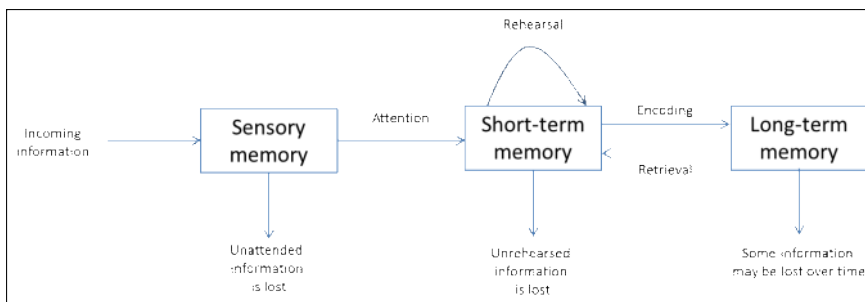 Rehearsal
Incoming
information
Sensory
memory
Attention
Short-term
memory
Encoding
Retrieval
Long-term
memory
Unattended
information
is lost
Unrehearsed
information
is lost
Some information
may be lost over time